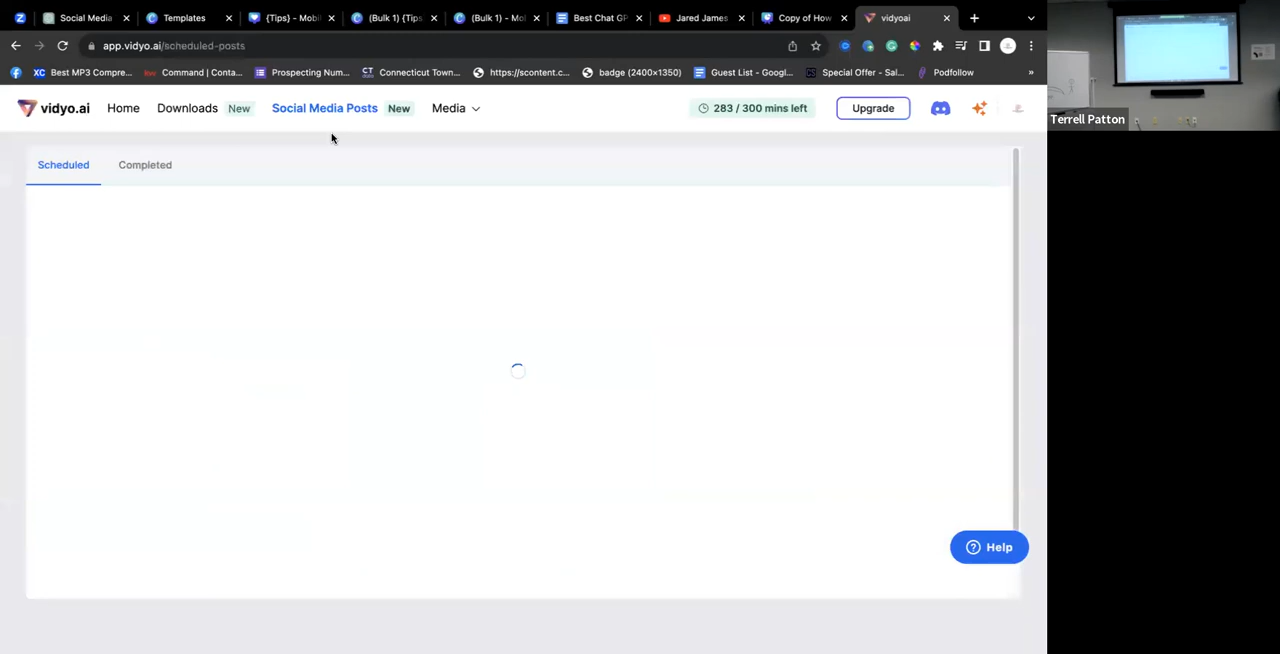 Social Media
Templates
{Tips} - Mobi
(Bulk 1) {Tips
(Bulk 1) - Mo
Best Chat GP
Jared James
Copy of How
vidyoai
app.vidyo.ai/scheduled-posts
Best MP3 Compre...
Command | Conta...
Prospecting Num...
Connecticut Town...
https://scontent.c...
badge (2400×1350)
Guest List - Googl...
Special Offer - Sal...
Podfollow
»
vidyo.ai
Home
Downloads New
Social Media Posts New
Media
283 / 300 mins left
Upgrade
Terrell Patton
Scheduled
Completed
Help